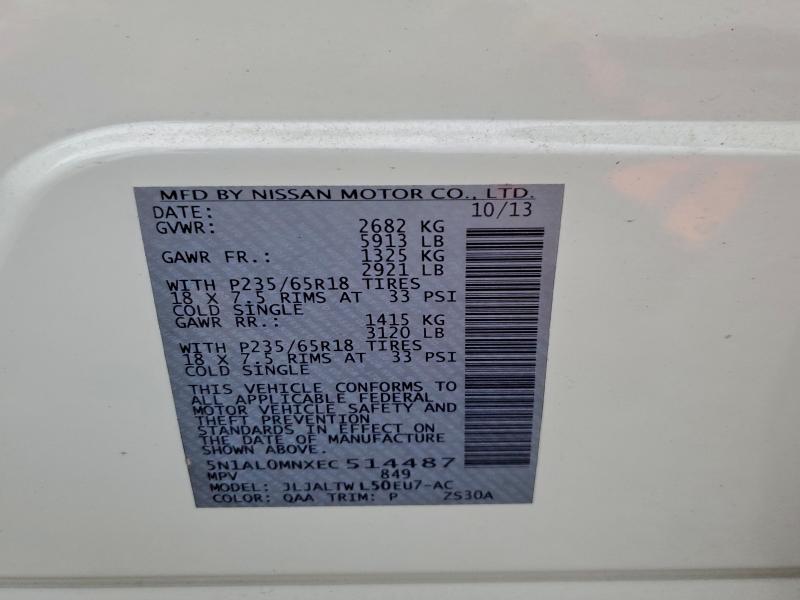 MFD BY NISSAN MOTOR CO., LTD.
DATE: 10/13
GVWR: 2682 KG
5913 LB
GAWR FR.: 1325 KG
2921 LB
WITH P235/65R18 TIRES
18 X 7.5 RIMS AT 33 PSI
COLD SINGLE
GAWR RR.: 1415 KG
3120 LB
WITH P235/65R18 TIRES
18 X 7.5 RIMS AT 33 PSI
COLD SINGLE
THIS VEHICLE CONFORMS TO
ALL APPLICABLE FEDERAL
MOTOR VEHICLE SAFETY AND
THEFT PREVENTION
STANDARDS IN EFFECT ON
THE DATE OF MANUFACTURE
SHOWN ABOVE.
5N1AL0MNXEC 514487
MPV 849
MODEL: JLJALTW L50EU7-AC
COLOR: QAA TRIM: P ZS30A